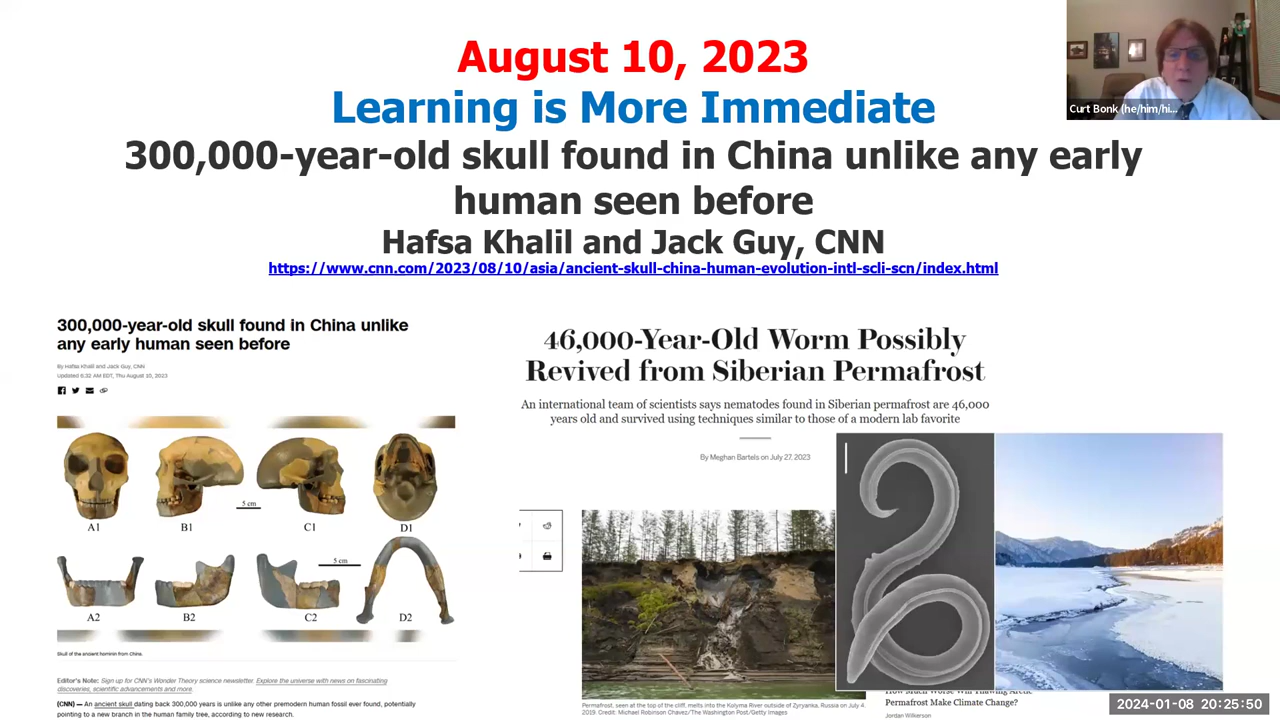 August 10, 2023
Learning is More Immediate
300,000-year-old skull found in China unlike any early
human seen before
Hafsa Khalil and Jack Guy, CNN
https://www.cnn.com/2023/08/10/asia/ancient-skull-china-human-evolution-intl-scli-scn/index.html
Curt Bonk (he/him/hi...
300,000-year-old skull found in China unlike
any early human seen before
By Hafsa Khalil and Jack Guy, CNN
Updated 6:32 AM EDT, Thu August 10, 2023
5 cm
A1
B1
C1
D1
5 cm
A2
B2
C2
D2
Skull of the ancient hominin from China.
Editor's Note: Sign up for CNN's Wonder Theory science newsletter. Explore the universe with news on fascinating
discoveries, scientific advancements and more.
(CNN) — An ancient skull dating back 300,000 years is unlike any other premodern human fossil ever found, potentially
pointing to a new branch in the human family tree, according to new research.
46,000-Year-Old Worm Possibly
Revived from Siberian Permafrost
An international team of scientists says nematodes found in Siberian permafrost are 46,000
years old and survived using techniques similar to those of a modern lab favorite
By Meghan Bartels on July 27, 2023
Permafrost, seen at the top of the cliff, melts into the Kolyma River outside of Zyryanka, Russia on July 4,
2019. Credit: Michael Robinson Chavez/The Washington Post/Getty Images
How Much Worse Will Thawing Arctic
Permafrost Make Climate Change?
Jordan Wilkerson
2024-01-08 20:25:50